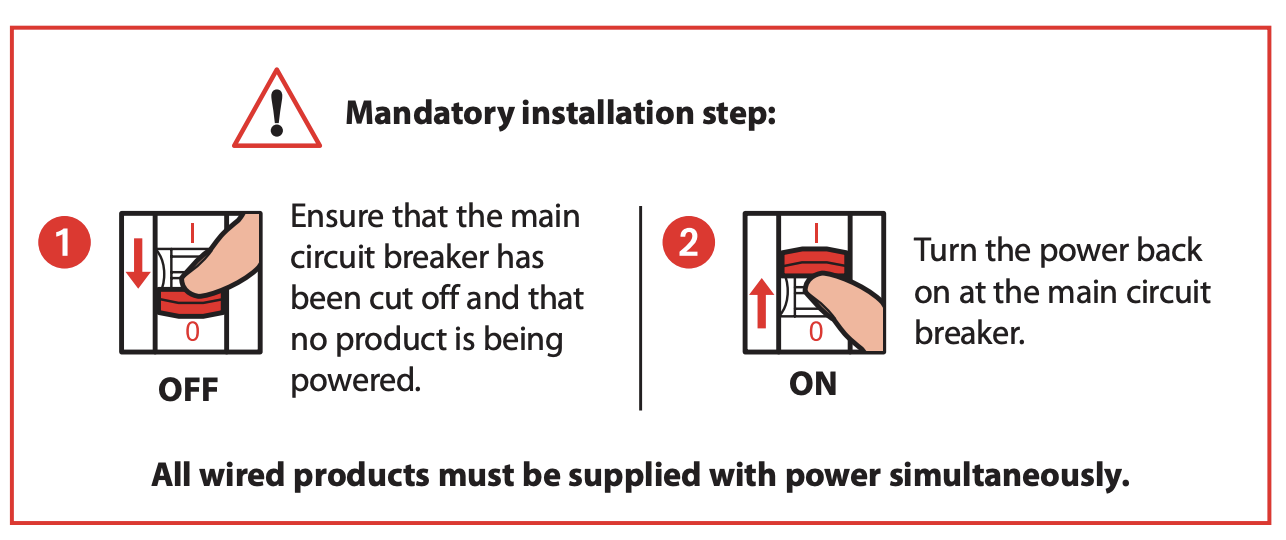 !
Mandatory installation step:
1
I
0
OFF
Ensure that the main
circuit breaker has
been cut off and that
no product is being
powered.
2
I
0
ON
Turn the power back
on at the main circuit
breaker.
All wired products must be supplied with power simultaneously.